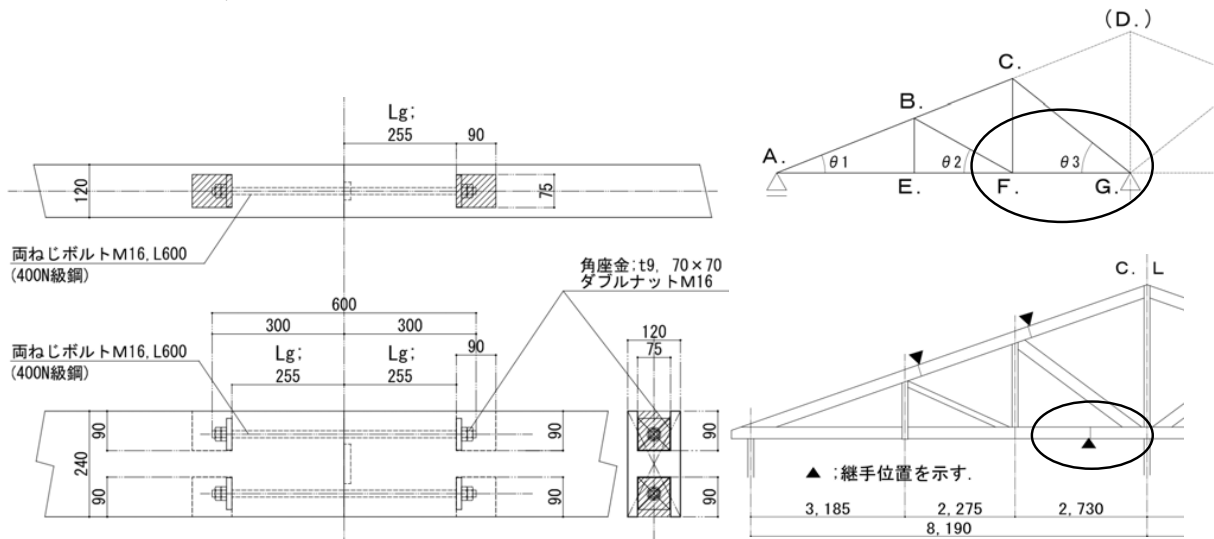 Lg;
255
90
120
75
両ねじボルトM16, L600
(400N級鋼)
角座金;t9, 70×70
ダブルナットM16
600
300
300
両ねじボルトM16, L600
(400N級鋼)
Lg;
Lg;
90
255
255
120
75
90
90
240
90
90
90
90
(D.)
C.
B.
A.
θ1
θ2
θ3
E.
F.
G.
C. L
▲ ;継手位置を示す.
3,185
2,275
2,730
8,190